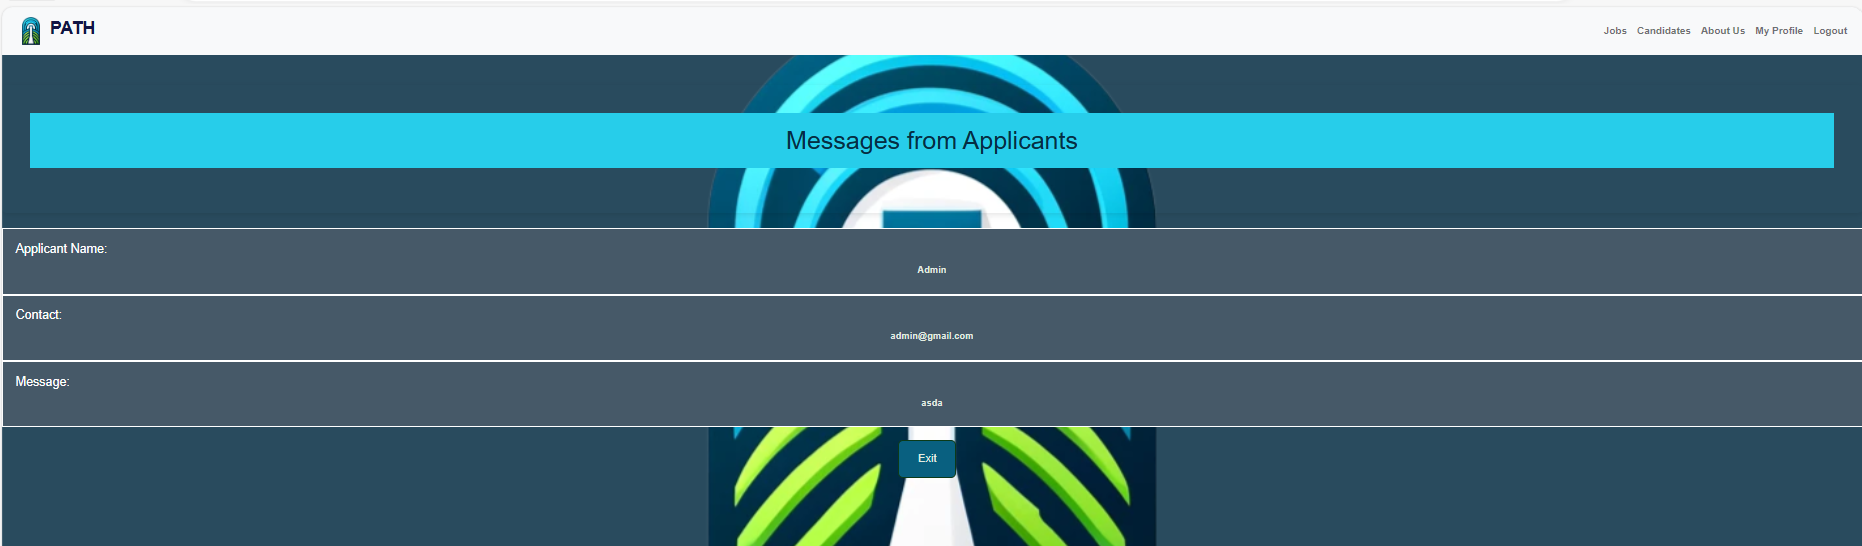 PATH
Jobs Candidates About Us My Profile Logout
Messages from Applicants
Applicant Name:
Admin
Contact:
admin@gmail.com
Message:
asda
Exit